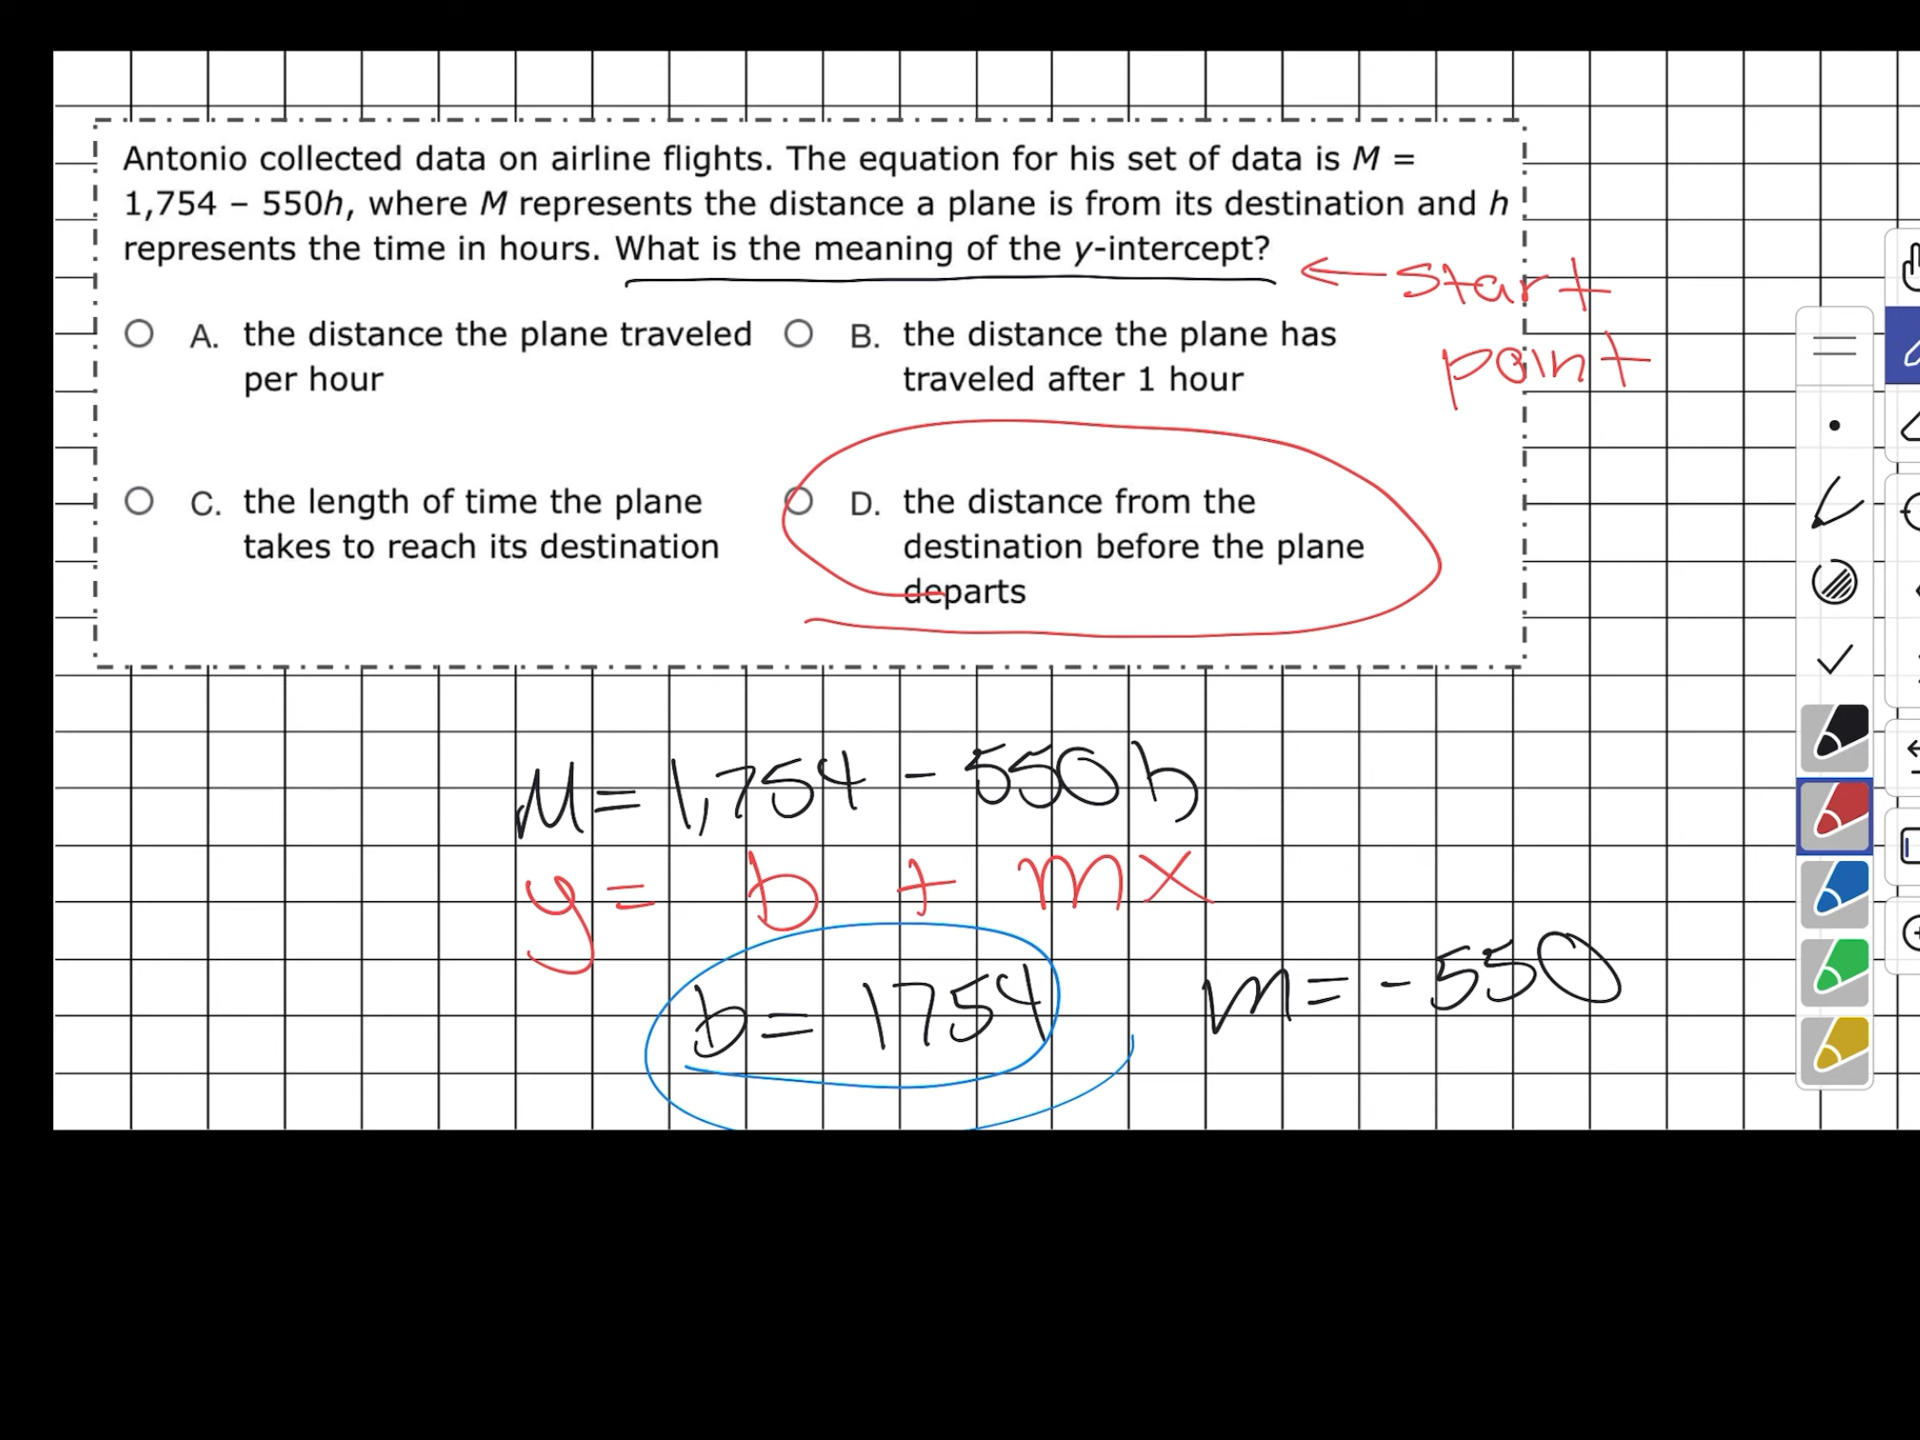 Antonio collected data on airline flights. The equation for his set of data is M =
1,754 – 550h, where M represents the distance a plane is from its destination and h
represents the time in hours. What is the meaning of the y-intercept?
← start
point
A. the distance the plane traveled
per hour
B. the distance the plane has
traveled after 1 hour
C. the length of time the plane
takes to reach its destination
D. the distance from the
destination before the plane
departs
M = 1,754 - 550h
y = b + mx
b = 1754
m = -550